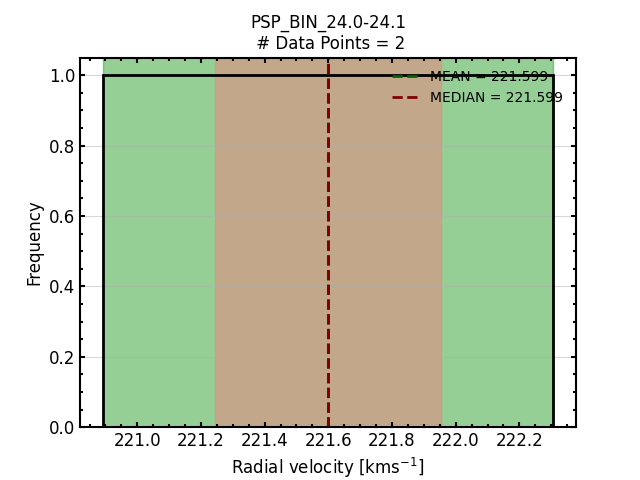 PSP_BIN_24.0-24.1
# Data Points = 2
MEAN = 221.599
MEDIAN = 221.599
Frequency
1.0
0.8
0.6
0.4
0.2
0.0
221.0 221.2 221.4 221.6 221.8 222.0 222.2
Radial velocity [kms⁻¹]